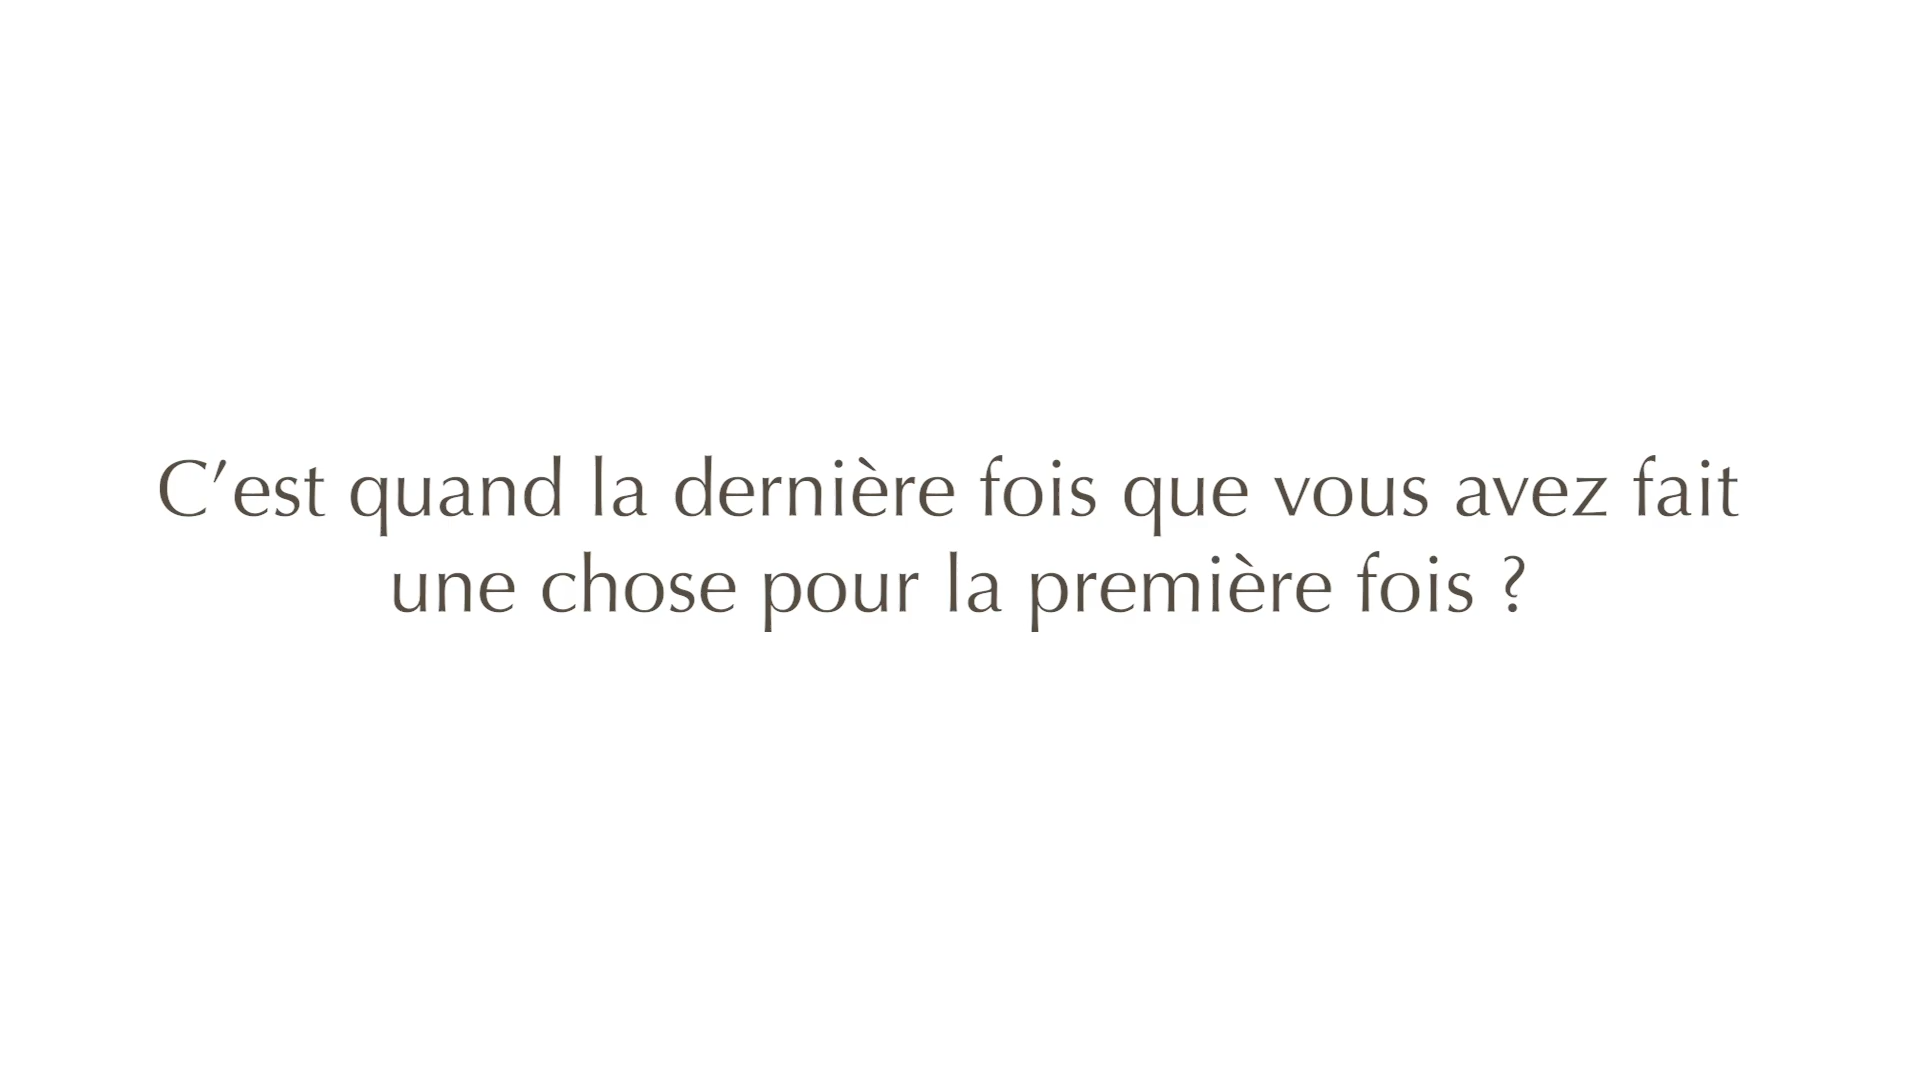 C’est quand la dernière fois que vous avez fait
une chose pour la première fois ?